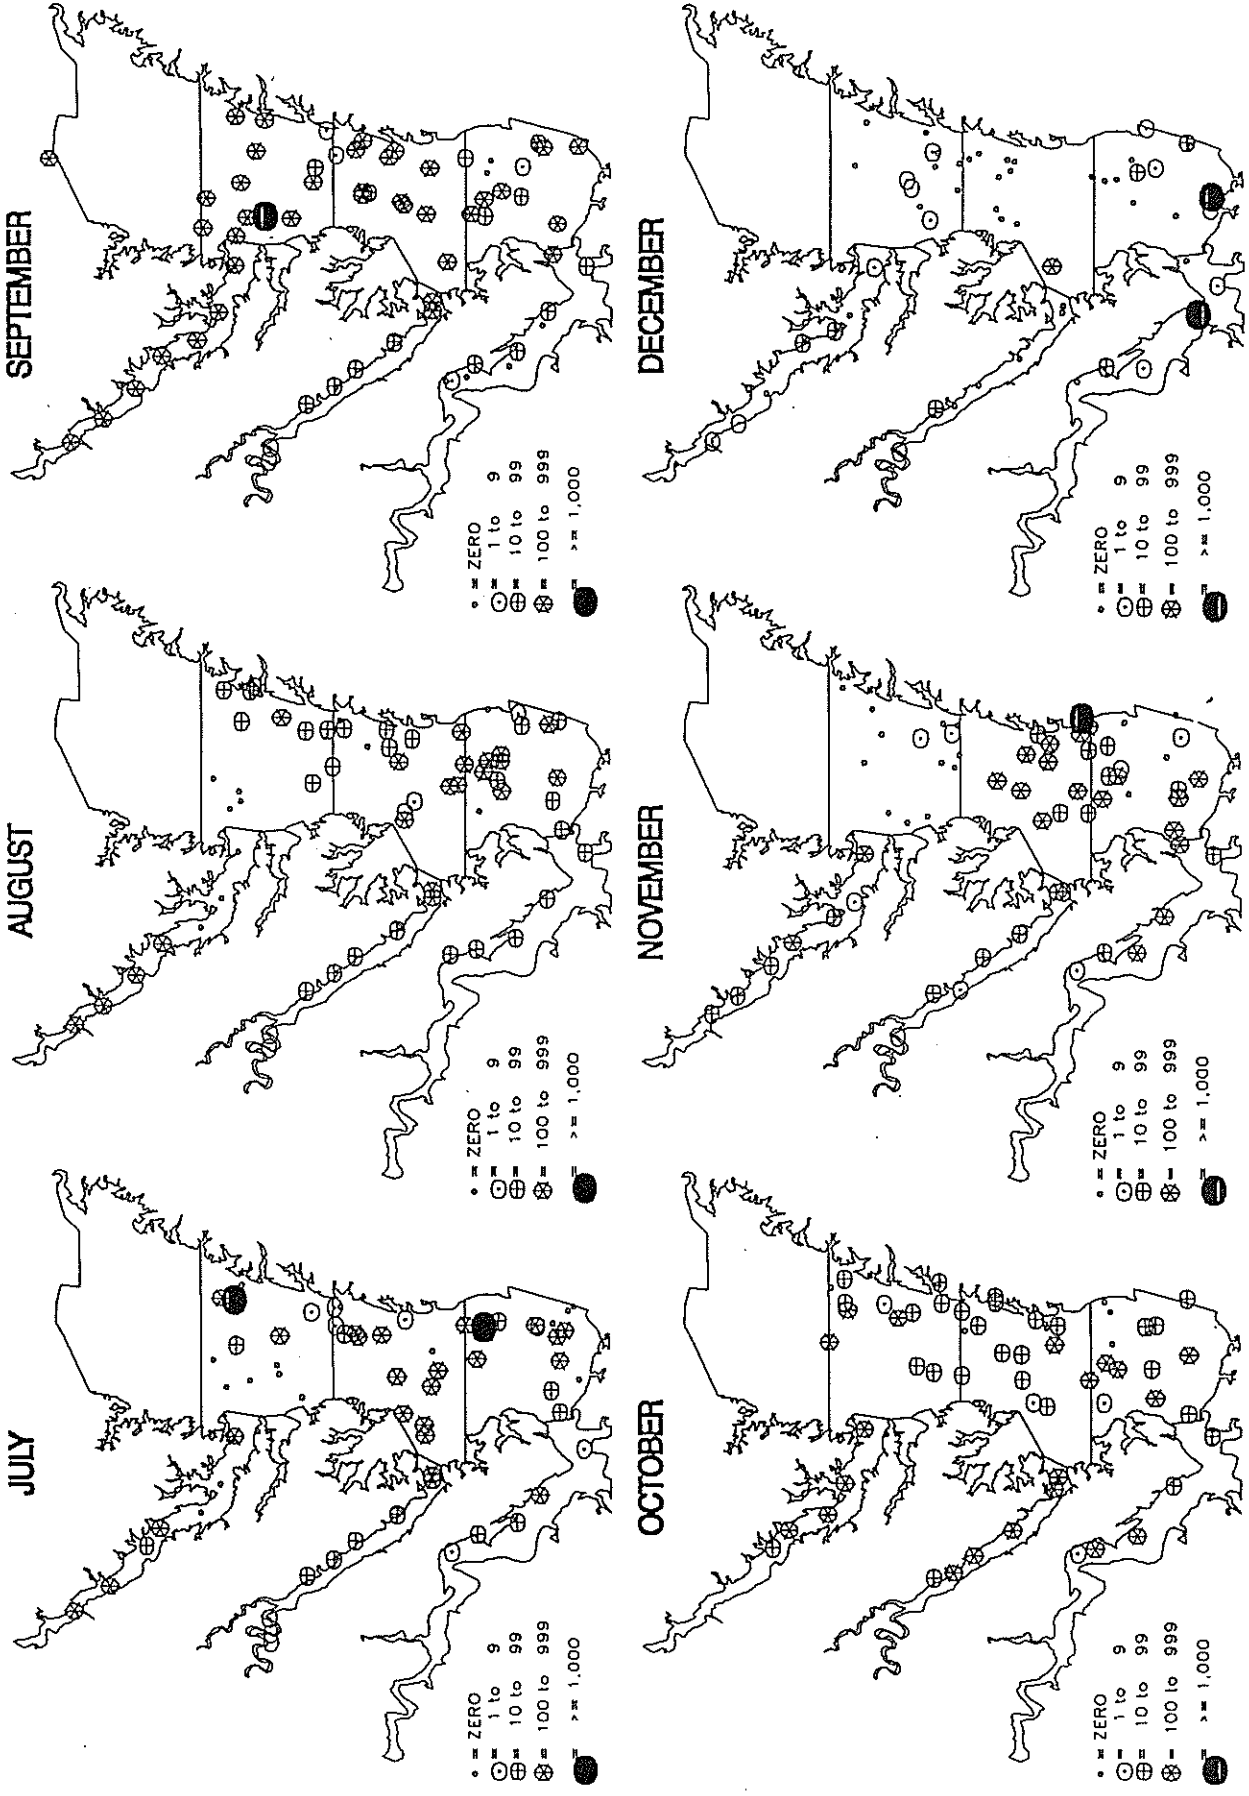 JULY
• = ZERO
⊙ = 1 to 9
⊕ = 10 to 99
= 100 to 999
= >= 1,000
AUGUST
• = ZERO
⊙ = 1 to 9
⊕ = 10 to 99
= 100 to 999
= >= 1,000
SEPTEMBER
• = ZERO
⊙ = 1 to 9
⊕ = 10 to 99
= 100 to 999
= >= 1,000
OCTOBER
• = ZERO
⊙ = 1 to 9
⊕ = 10 to 99
= 100 to 999
= >= 1,000
NOVEMBER
• = ZERO
⊙ = 1 to 9
⊕ = 10 to 99
= 100 to 999
= >= 1,000
DECEMBER
• = ZERO
⊙ = 1 to 9
⊕ = 10 to 99
= 100 to 999
= >= 1,000